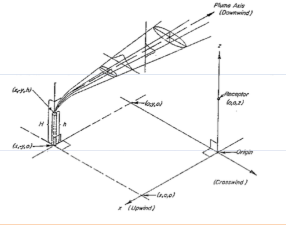 Plume Axis
(Downwind)
z
(x,-y,h)
Receptor
(0,0,z)
H
h
(0,-y,0)
(x,-y,0)
Origin
(Crosswind)
(x,0,0)
x (Upwind)